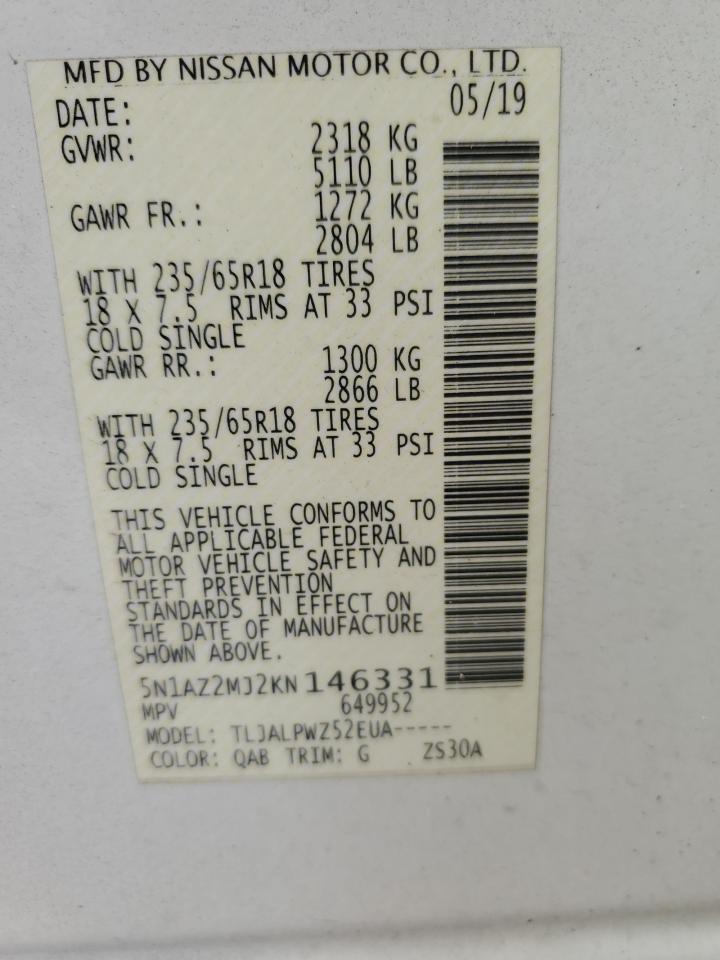 MFD BY NISSAN MOTOR CO., LTD.
DATE: 05/19
GVWR: 2318 KG
5110 LB
GAWR FR.: 1272 KG
2804 LB
WITH 235/65R18 TIRES
18 X 7.5 RIMS AT 33 PSI
COLD SINGLE
GAWR RR.: 1300 KG
2866 LB
WITH 235/65R18 TIRES
18 X 7.5 RIMS AT 33 PSI
COLD SINGLE
THIS VEHICLE CONFORMS TO
ALL APPLICABLE FEDERAL
MOTOR VEHICLE SAFETY AND
THEFT PREVENTION
STANDARDS IN EFFECT ON
THE DATE OF MANUFACTURE
SHOWN ABOVE.
5N1AZ2MJ2KN146331
MPV 649952
MODEL: TLJALPWZ52EUA-----
COLOR: QAB TRIM: G ZS30A